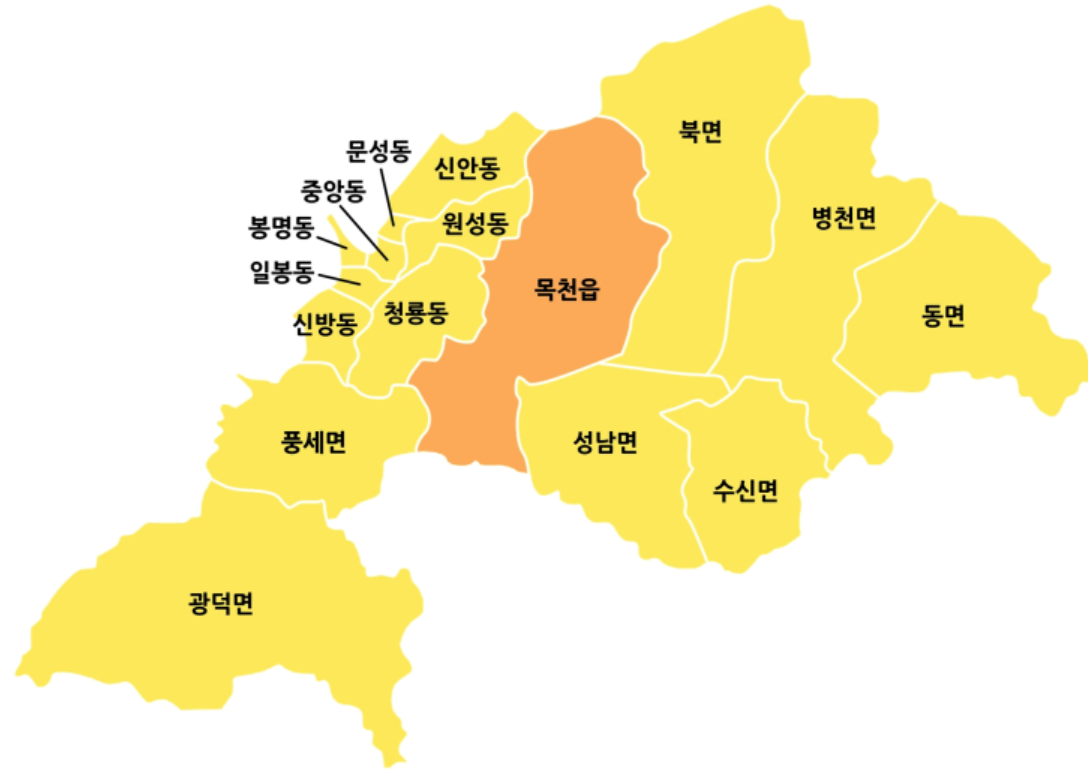 북면
문성동
신안동
중앙동
병천면
봉명동
원성동
일봉동
목천읍
청룡동
신방동
동면
풍세면
성남면
수신면
광덕면